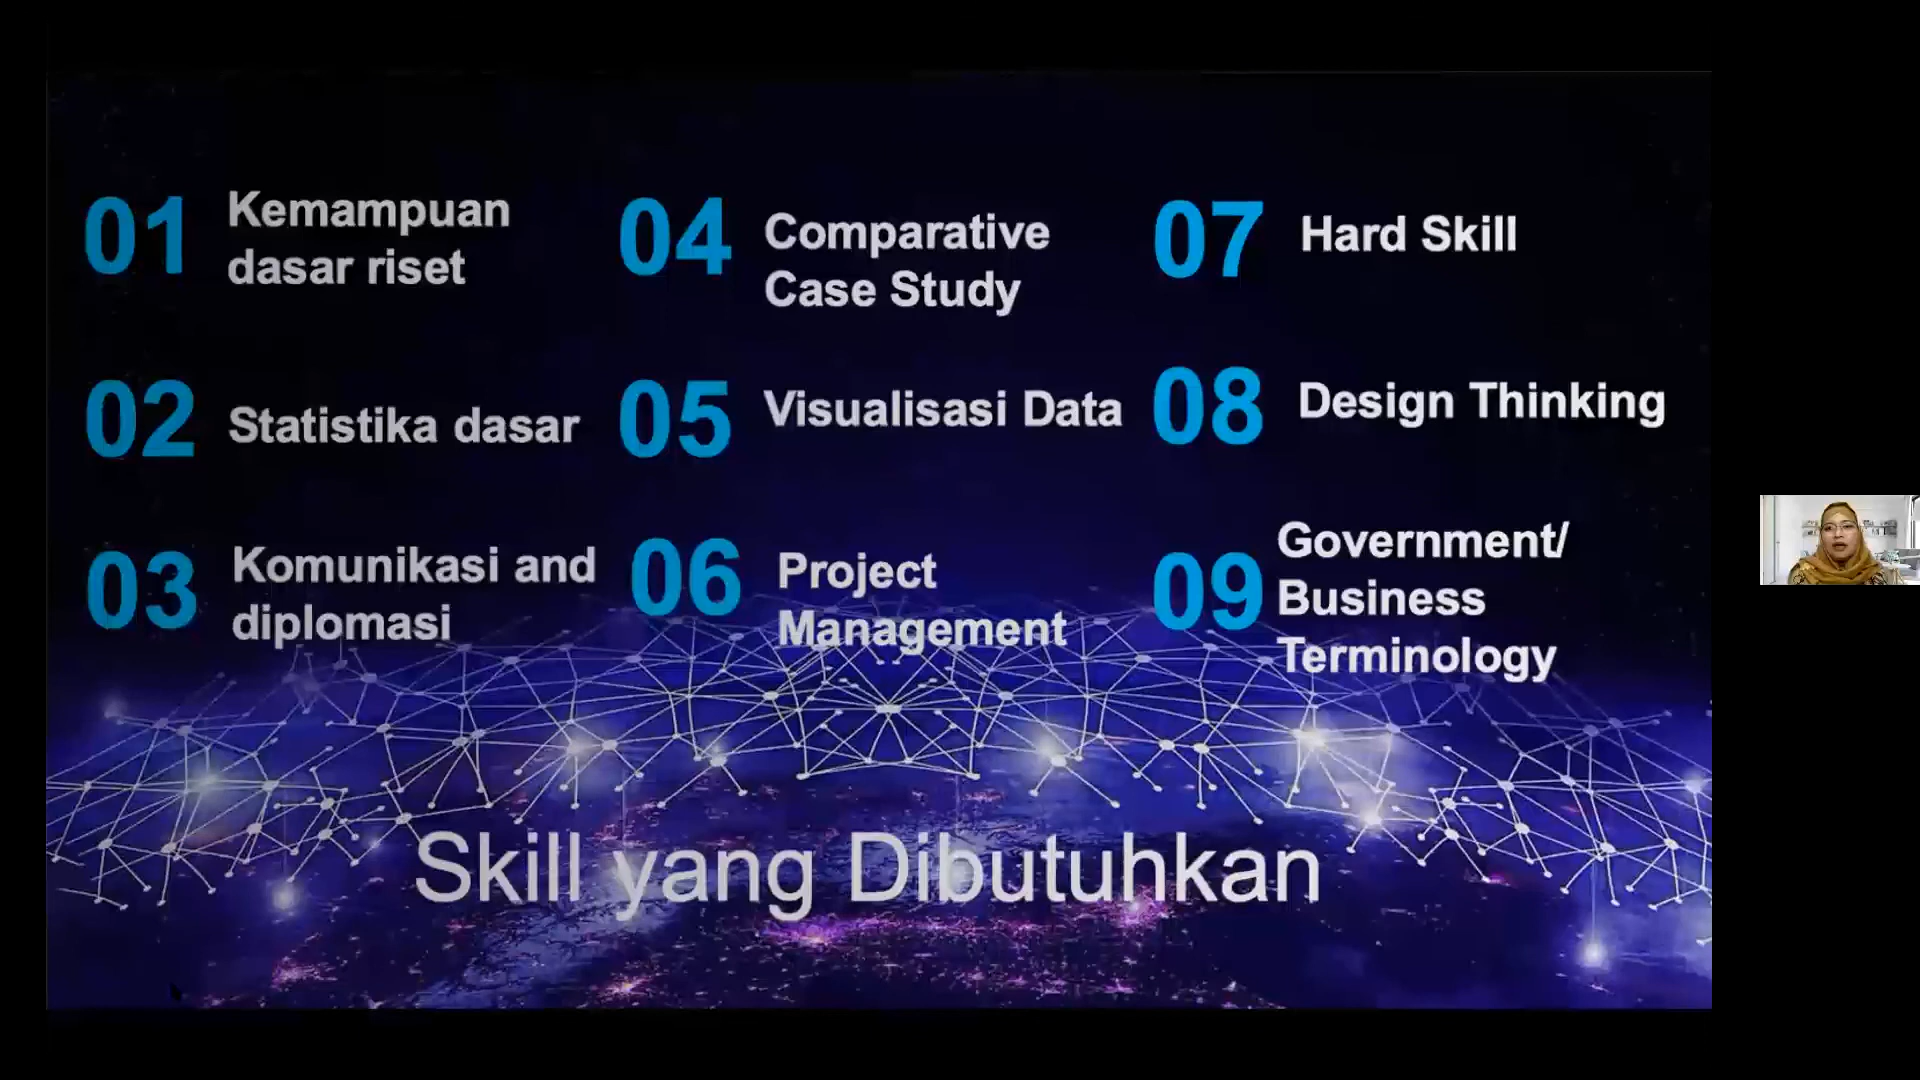 01 Kemampuan
dasar riset
02 Statistika dasar
03 Komunikasi and
diplomasi
04 Comparative
Case Study
05 Visualisasi Data
06 Project
Management
07 Hard Skill
08 Design Thinking
09 Government/
Business
Terminology
Skill yang Dibutuhkan